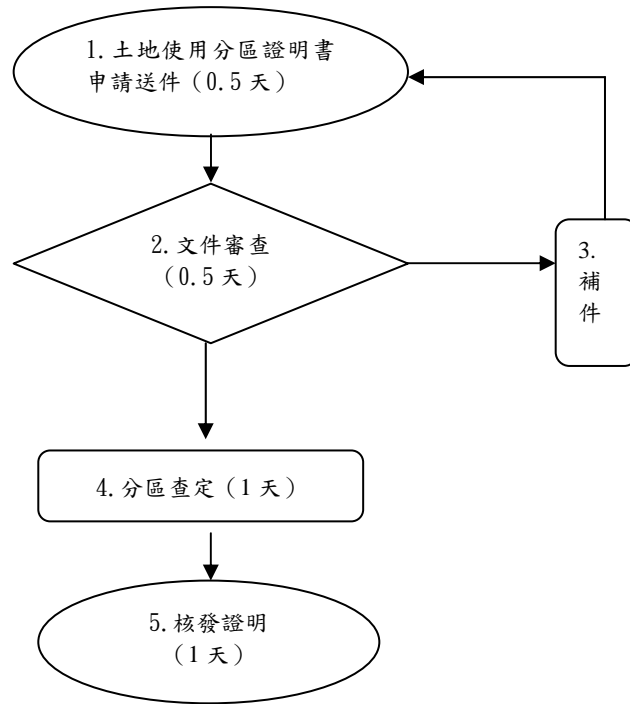 1.土地使用分區證明書
申請送件（0.5天）
2.文件審查
（0.5天）
3.
補
件
4.分區查定（1天）
5.核發證明
（1天）